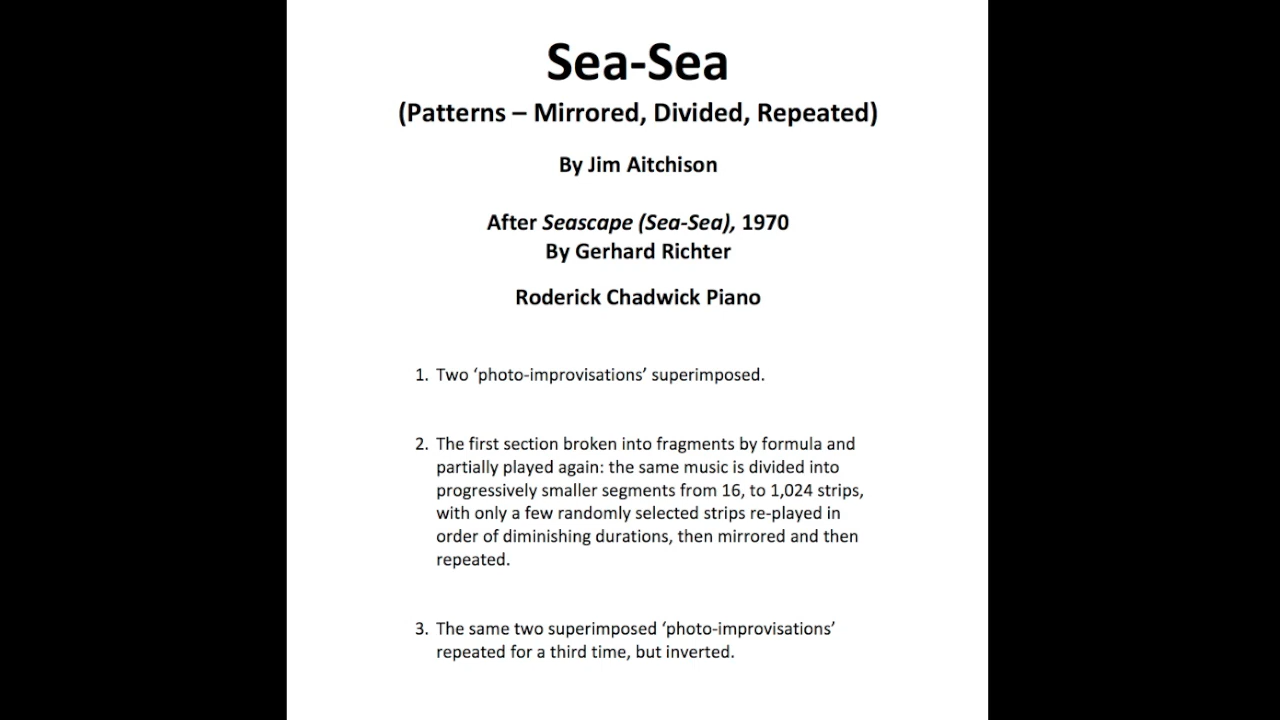 Sea-Sea
(Patterns – Mirrored, Divided, Repeated)
By Jim Aitchison
After Seascape (Sea-Sea), 1970
By Gerhard Richter
Roderick Chadwick Piano
1. Two ‘photo-improvisations’ superimposed.
2. The first section broken into fragments by formula and
partially played again: the same music is divided into
progressively smaller segments from 16, to 1,024 strips,
with only a few randomly selected strips re-played in
order of diminishing durations, then mirrored and then
repeated.
3. The same two superimposed ‘photo-improvisations’
repeated for a third time, but inverted.